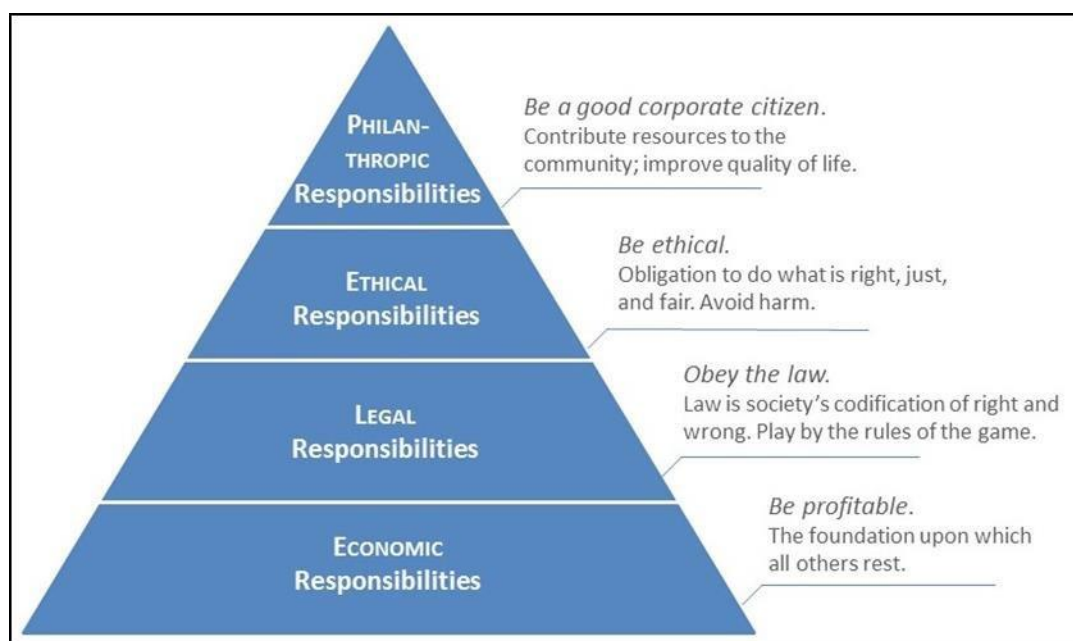 PHILAN-
THROPIC
Responsibilities
Be a good corporate citizen.
Contribute resources to the
community; improve quality of life.
ETHICAL
Responsibilities
Be ethical.
Obligation to do what is right, just,
and fair. Avoid harm.
LEGAL
Responsibilities
Obey the law.
Law is society’s codification of right and
wrong. Play by the rules of the game.
ECONOMIC
Responsibilities
Be profitable.
The foundation upon which
all others rest.